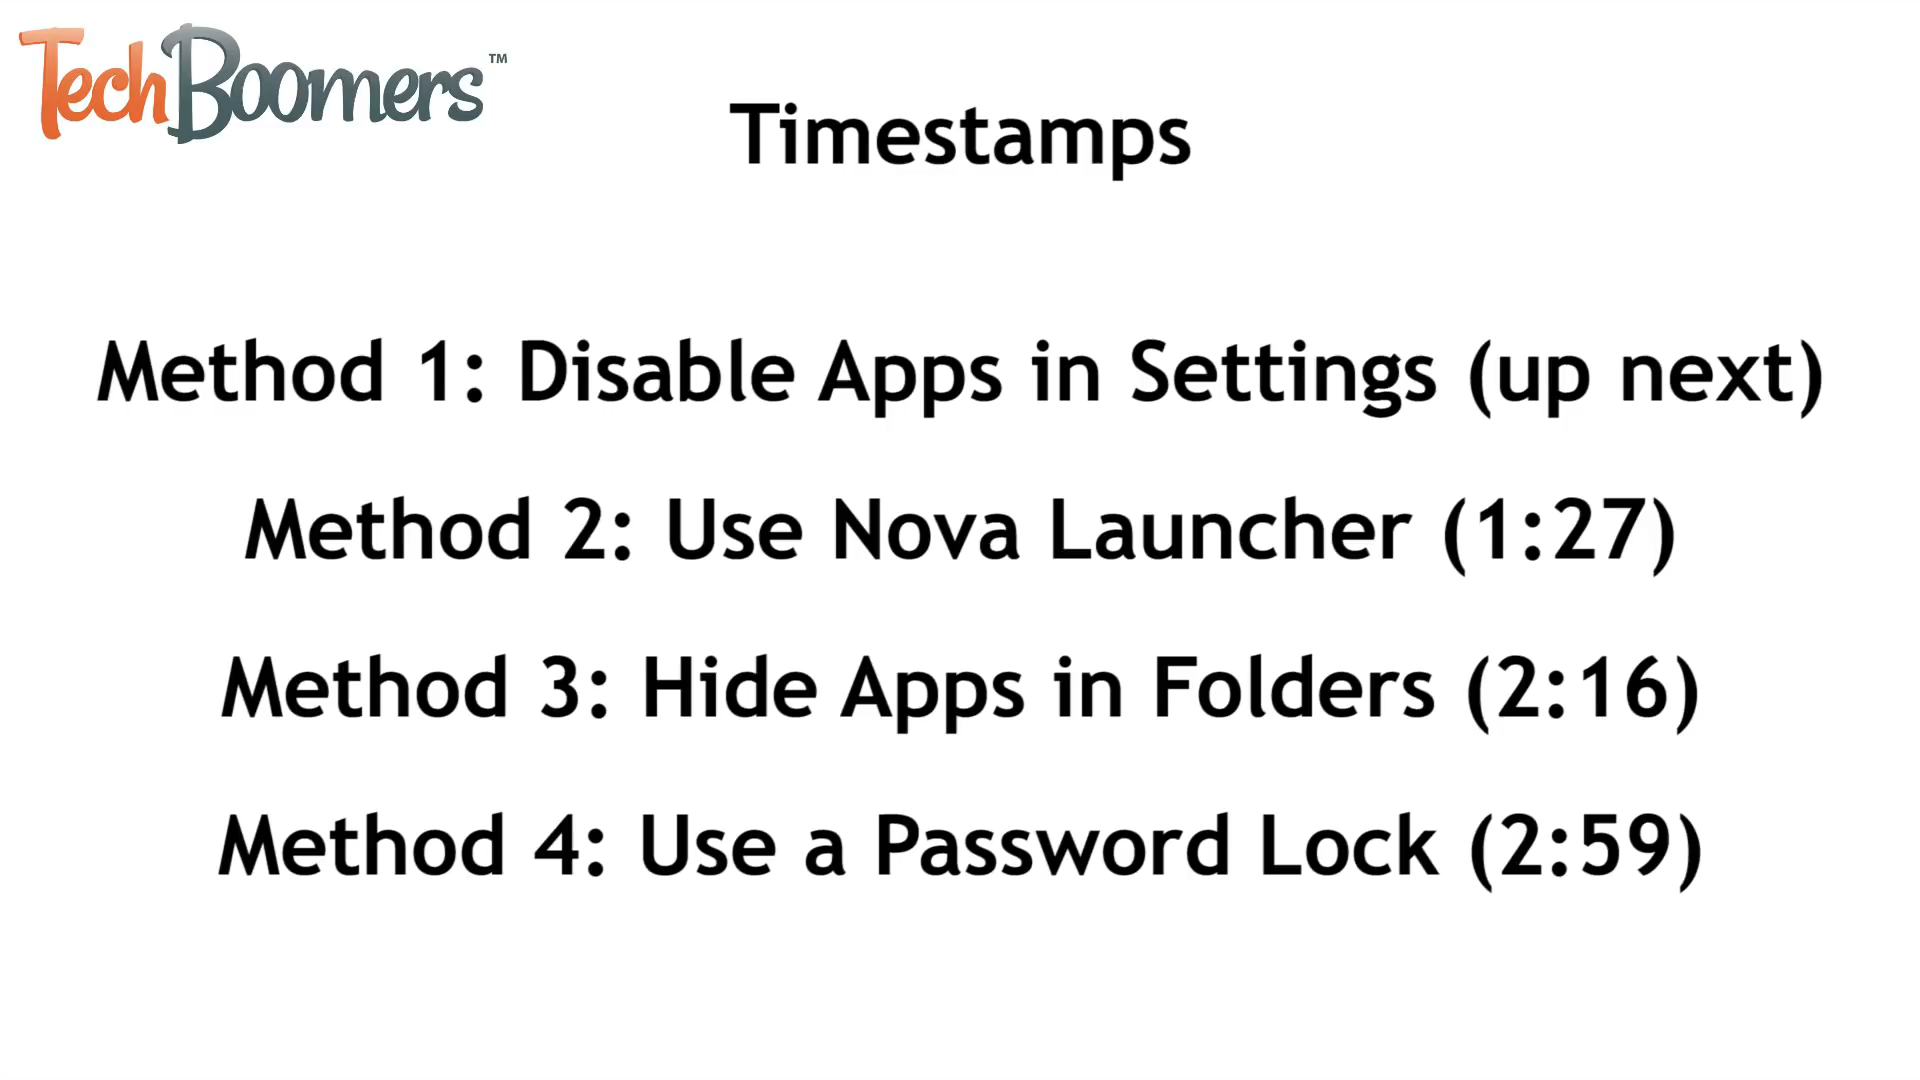 TechBoomers™
Timestamps
Method 1: Disable Apps in Settings (up next)
Method 2: Use Nova Launcher (1:27)
Method 3: Hide Apps in Folders (2:16)
Method 4: Use a Password Lock (2:59)